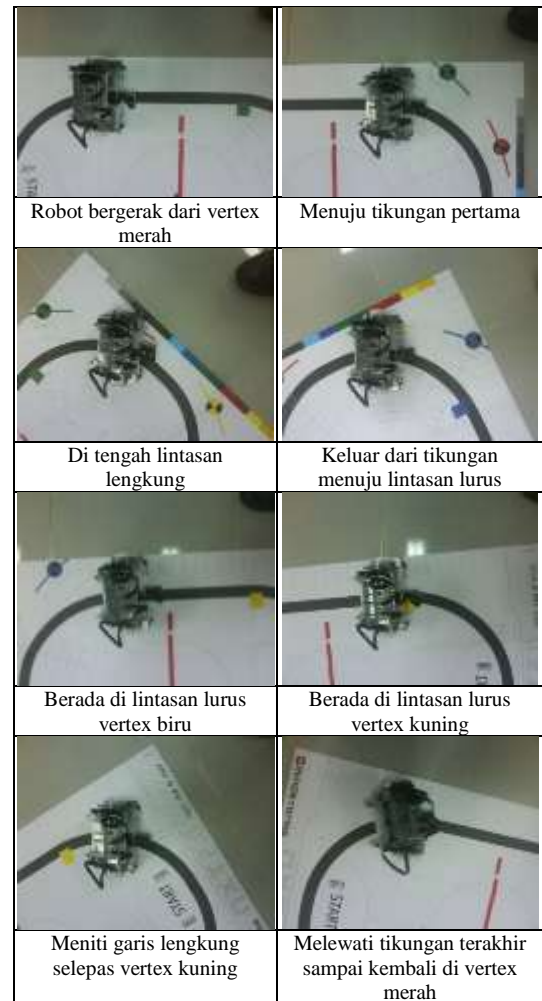 Robot bergerak dari vertex
merah
Menuju tikungan pertama
Di tengah lintasan
lengkung
Keluar dari tikungan
menuju lintasan lurus
Berada di lintasan lurus
vertex biru
Berada di lintasan lurus
vertex kuning
START
Meniti garis lengkung
selepas vertex kuning
START
Melewati tikungan terakhir
sampai kembali di vertex
merah